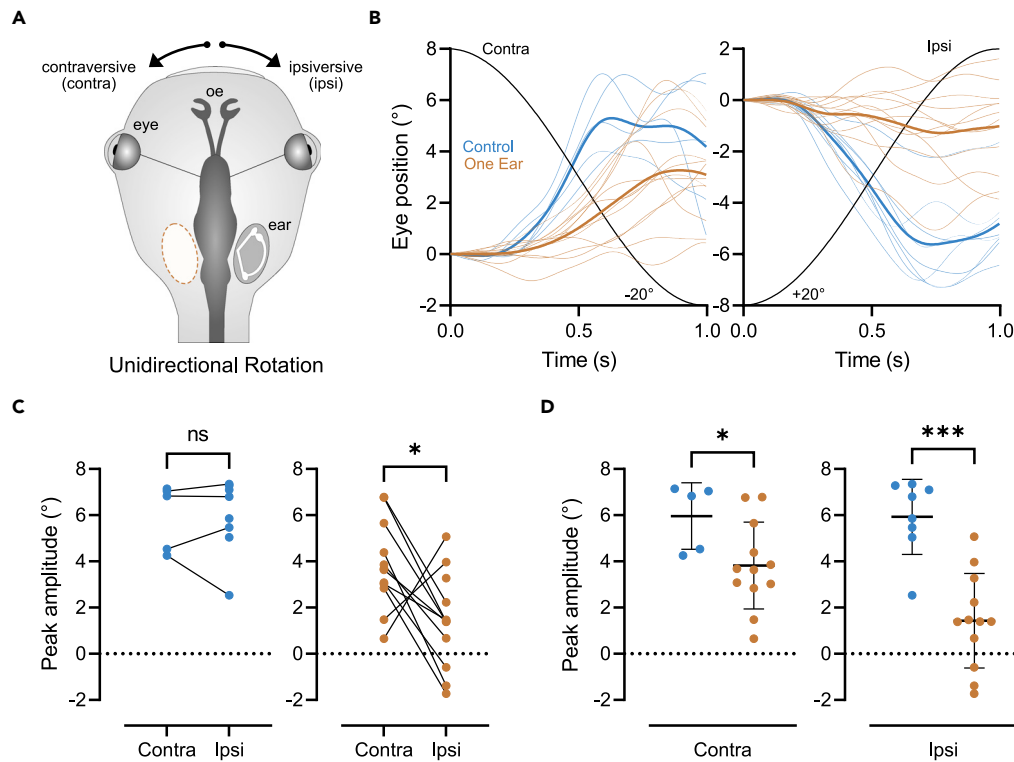 A
contraversive
(contra)
ipsiversive
(ipsi)
oe
eye
ear
Unidirectional Rotation
B
Eye position (°)
8
6
4
2
0
-2
Contra
Control
One Ear
-20°
0.0 0.5 1.0
Time (s)
2
0
-2
-4
-6
-8
Ipsi
+20°
0.0 0.5 1.0
Time (s)
C
Peak amplitude (°)
8
6
4
2
0
-2
ns
Contra Ipsi
8
6
4
2
0
-2
*
Contra Ipsi
D
Peak amplitude (°)
8
6
4
2
0
-2
*
Contra
8
6
4
2
0
-2
***
Ipsi